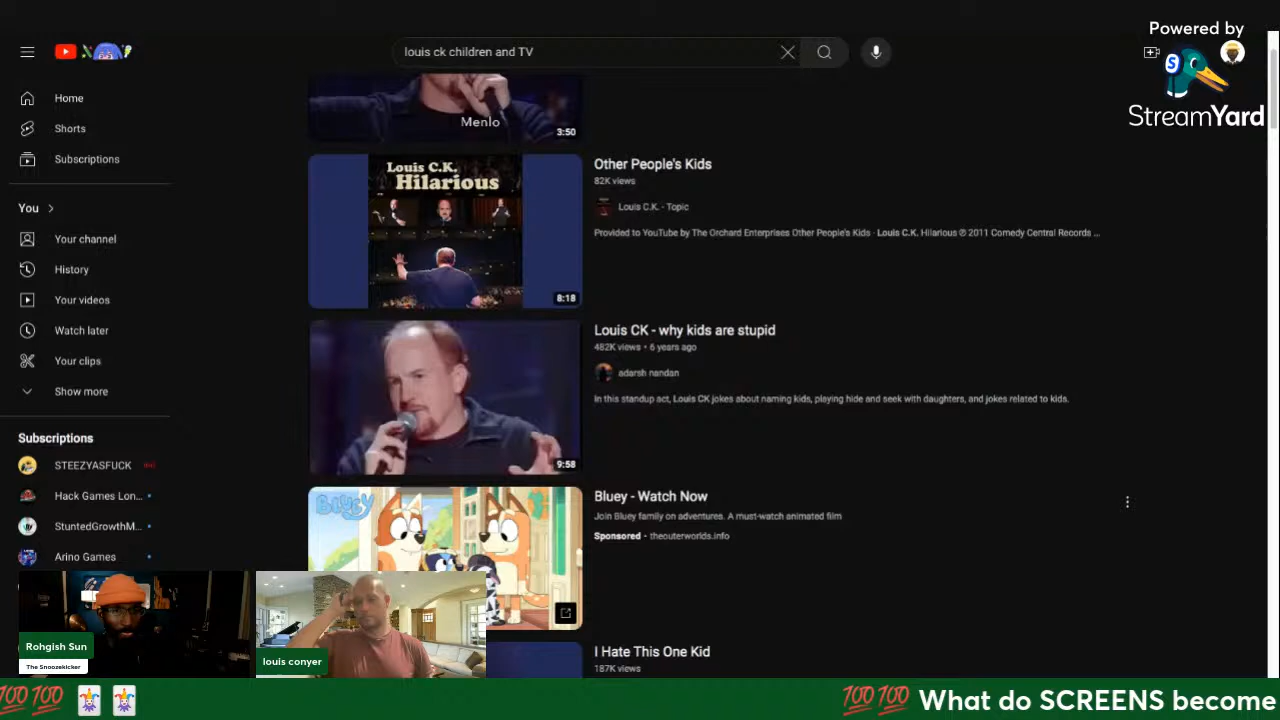 Powered by
louis ck children and TV
StreamYard
Home
Shorts
Subscriptions
You
Your channel
History
Your videos
Watch later
Your clips
Show more
Subscriptions
STEEZYASFUCK
Hack Games Lon...
StuntedGrowthM...
Arino Games
Menlo
3:50
Louis C.K.
Hilarious
8:18
Other People's Kids
82K views
Louis C.K. - Topic
Provided to YouTube by The Orchard Enterprises Other People's Kids · Louis C.K. Hilarious ℗ 2011 Comedy Central Records ...
9:58
Louis CK - why kids are stupid
482K views • 6 years ago
adarsh nandan
In this standup act, Louis CK jokes about naming kids, playing hide and seek with daughters, and jokes related to kids.
BLUEY
Bluey - Watch Now
Join Bluey family on adventures. A must-watch animated film
Sponsored • theouterworlds.info
I Hate This One Kid
187K views
Rohgish Sun
The Snoozekicker
louis conyer
💯💯 🃏 🃏 💯💯 What do SCREENS become